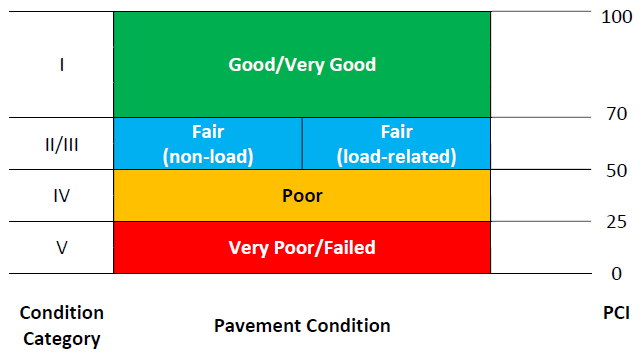 100
I
Good/Very Good
70
II/III
Fair
(non-load)
Fair
(load-related)
50
IV
Poor
25
V
Very Poor/Failed
0
Condition
Category
Pavement Condition
PCI